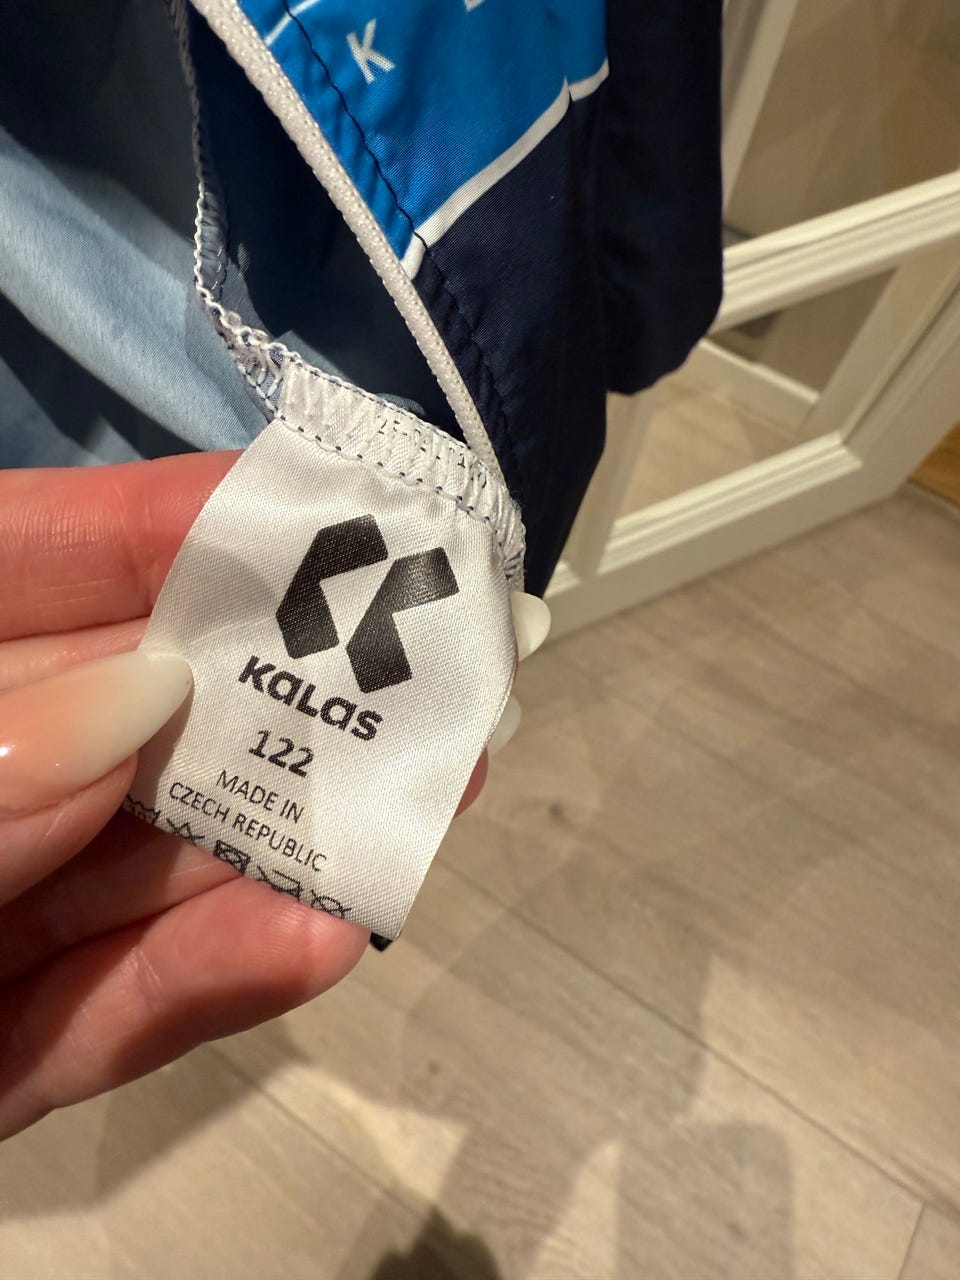 K
KALAS
122
MADE IN
CZECH REPUBLIC